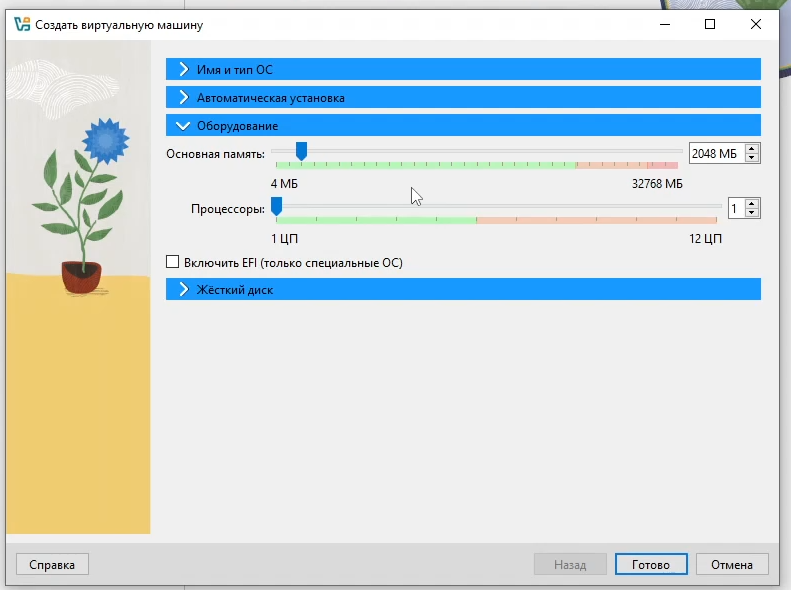 Создать виртуальную машину
Имя и тип ОС
Автоматическая установка
Оборудование
Основная память:
2048 МБ
4 МБ
32768 МБ
Процессоры:
1
1 ЦП
12 ЦП
Включить EFI (только специальные ОС)
Жёсткий диск
Справка
Назад
Готово
Отмена